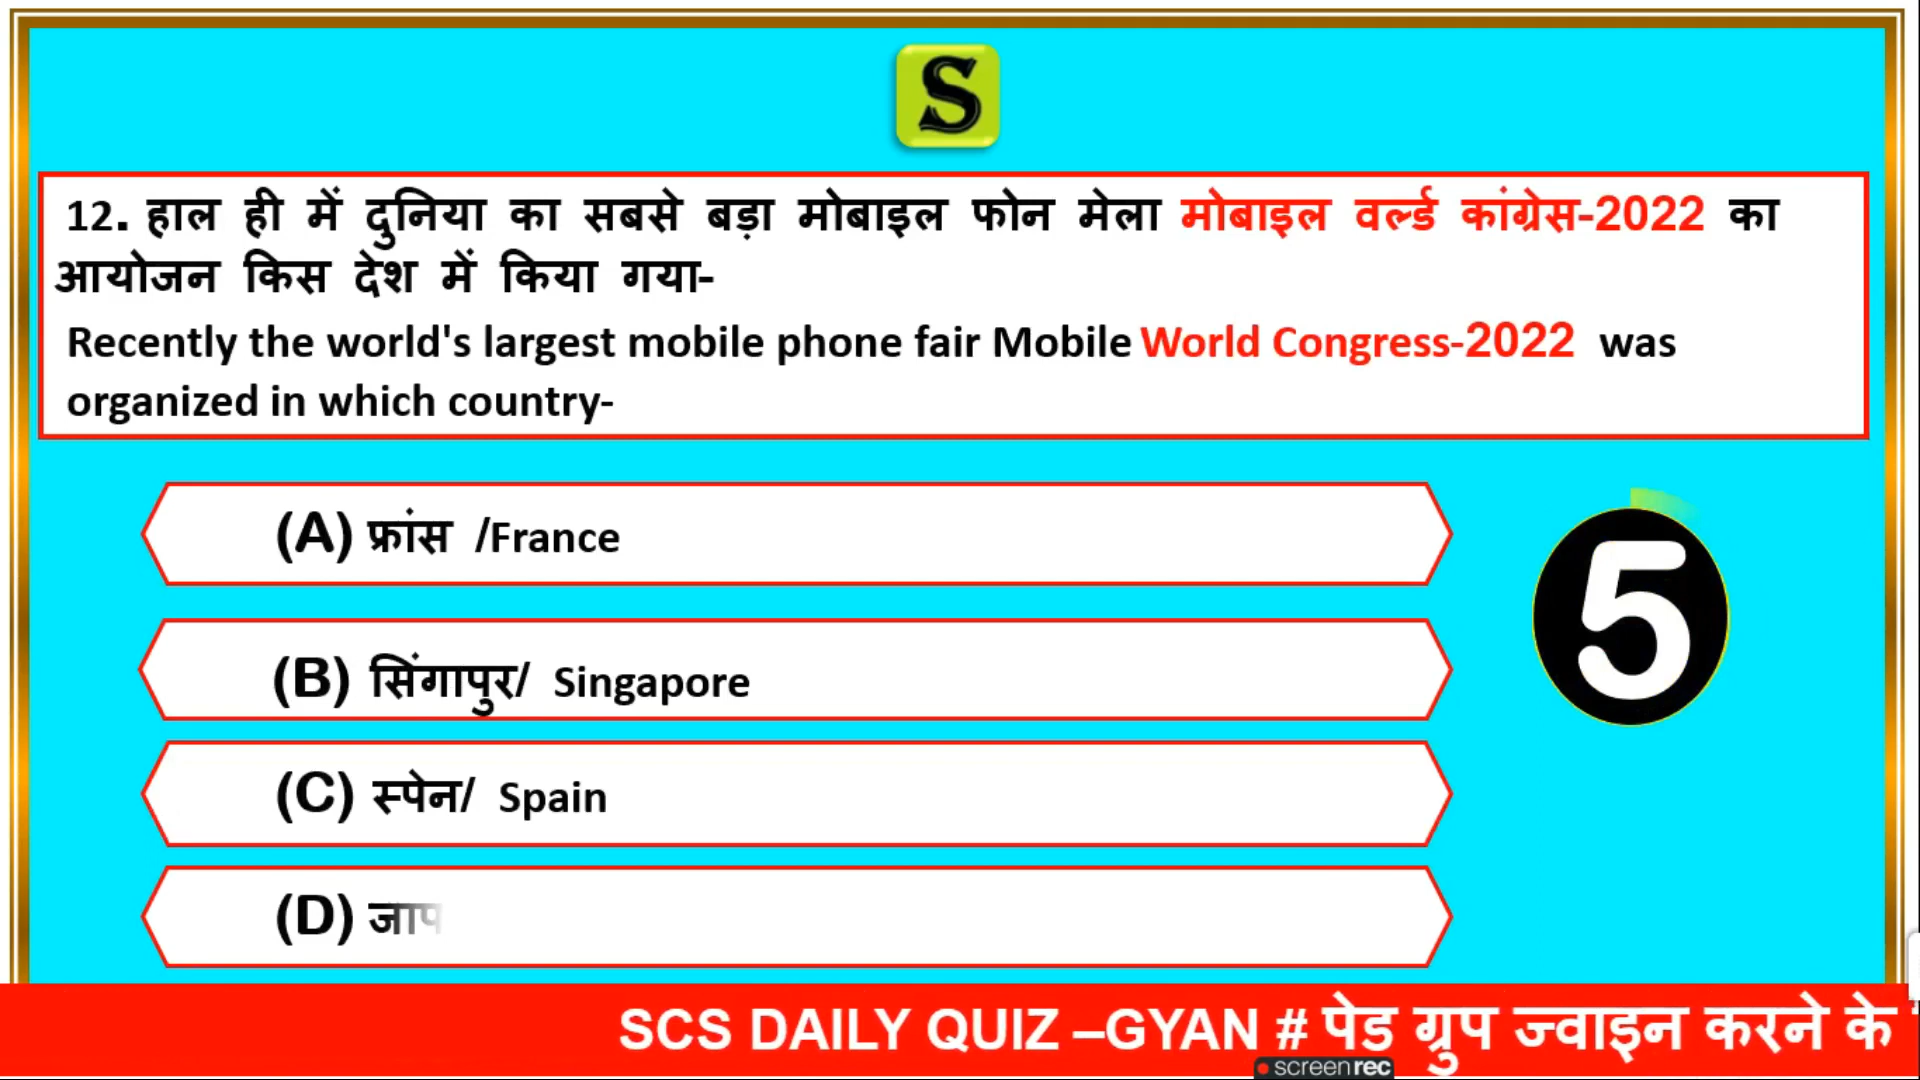 S
12. हाल ही में दुनिया का सबसे बड़ा मोबाइल फोन मेला मोबाइल वर्ल्ड कांग्रेस-2022 का
आयोजन किस देश में किया गया-
Recently the world's largest mobile phone fair Mobile World Congress-2022 was
organized in which country-
(A) फ्रांस /France
5
(B) सिंगापुर/ Singapore
(C) स्पेन/ Spain
(D) जाप
SCS DAILY QUIZ –GYAN # पेड ग्रुप ज्वाइन करने के
screenrec